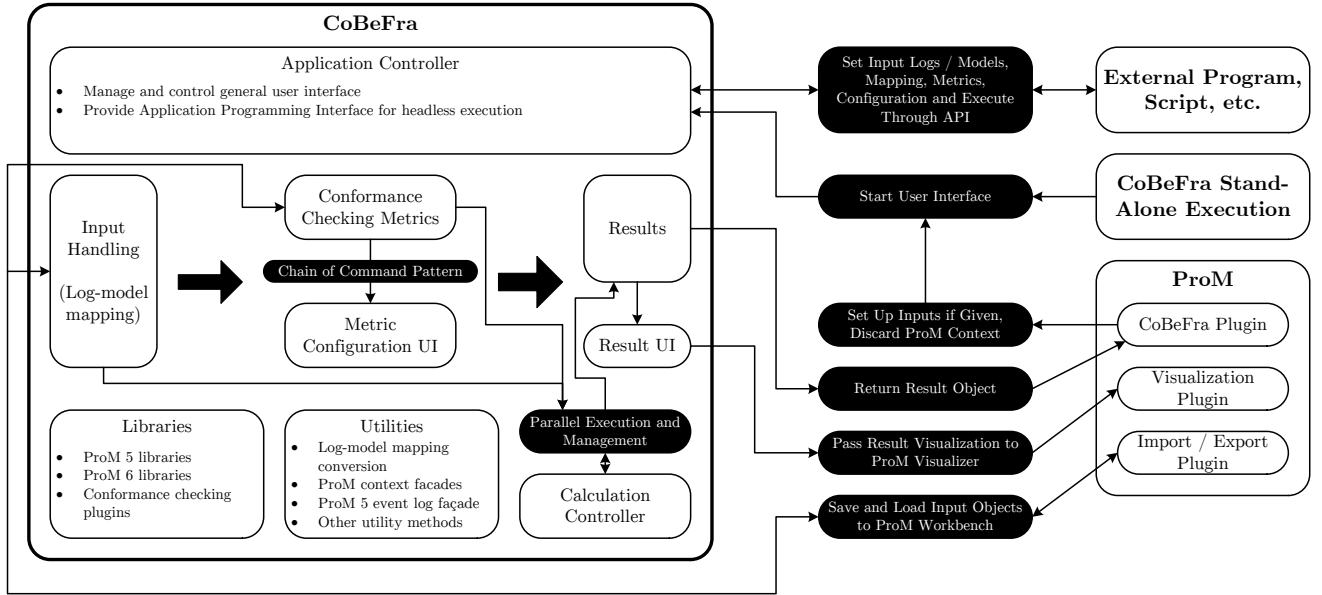 CoBeFra
Application Controller
• Manage and control general user interface
• Provide Application Programming Interface for headless execution
Input
Handling
(Log-model
mapping)
Conformance
Checking Metrics
Chain of Command Pattern
Metric
Configuration UI
Results
Result UI
Libraries
• ProM 5 libraries
• ProM 6 libraries
• Conformance checking
plugins
Utilities
• Log-model mapping
conversion
• ProM context facades
• ProM 5 event log façade
• Other utility methods
Parallel Execution and
Management
Calculation
Controller
Set Input Logs / Models,
Mapping, Metrics,
Configuration and Execute
Through API
Start User Interface
Set Up Inputs if Given,
Discard ProM Context
Return Result Object
Pass Result Visualization to
ProM Visualizer
Save and Load Input Objects
to ProM Workbench
External Program,
Script, etc.
CoBeFra Stand-
Alone Execution
ProM
CoBeFra Plugin
Visualization
Plugin
Import / Export
Plugin